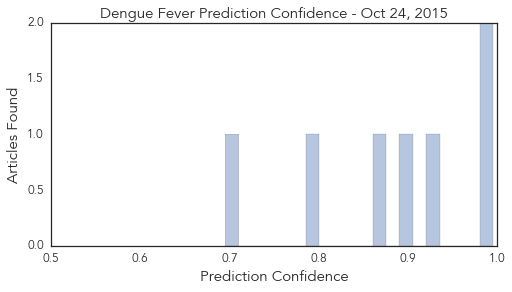 Dengue Fever Prediction Confidence - Oct 24, 2015
Articles Found
2.0
1.5
1.0
0.5
0.0
0.5 0.6 0.7 0.8 0.9 1.0
Prediction Confidence